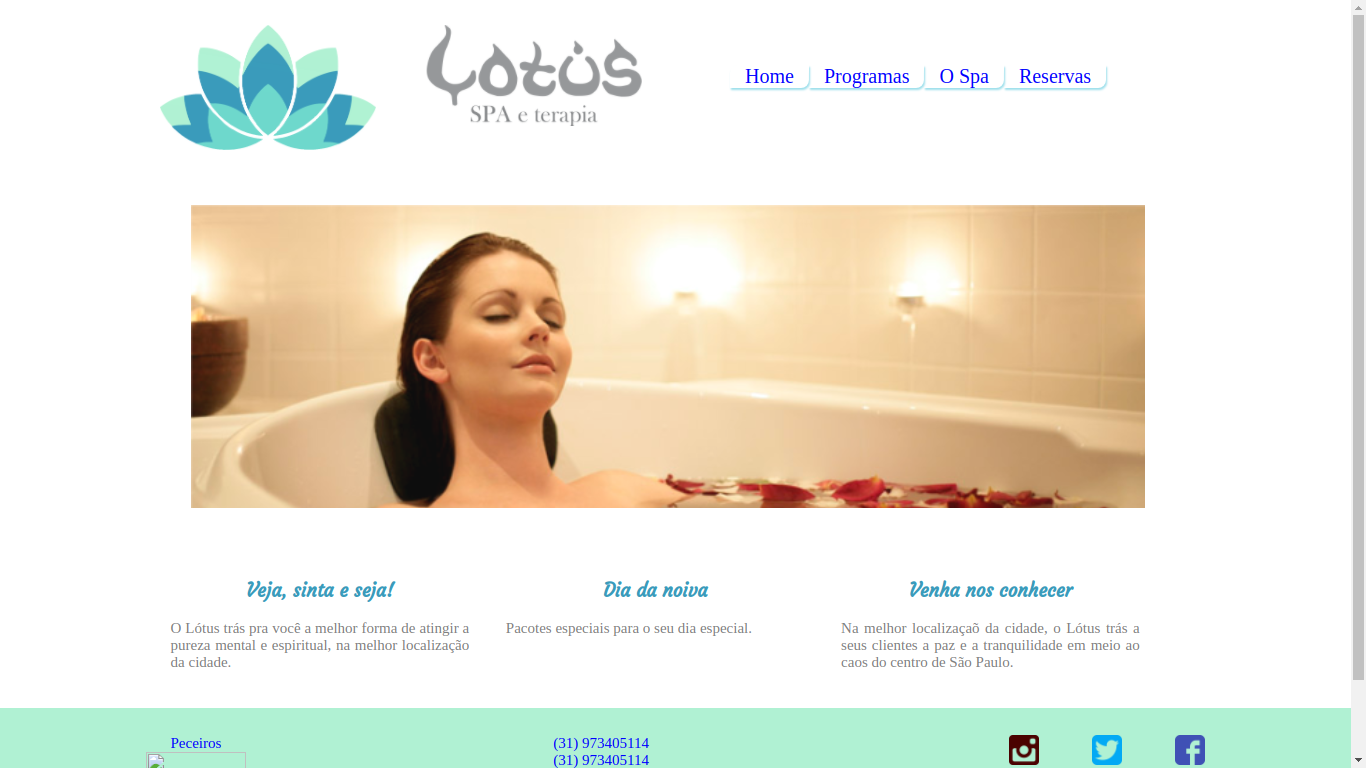 Lotus
SPA e terapia
Home
Programas
O Spa
Reservas
Veja, sinta e seja!
O Lótus trás pra você a melhor forma de atingir a
pureza mental e espiritual, na melhor localização
da cidade.
Dia da noiva
Pacotes especiais para o seu dia especial.
Venha nos conhecer
Na melhor localizaçaõ da cidade, o Lótus trás a
seus clientes a paz e a tranquilidade em meio ao
caos do centro de São Paulo.
Peceiros
(31) 973405114
(31) 973405114